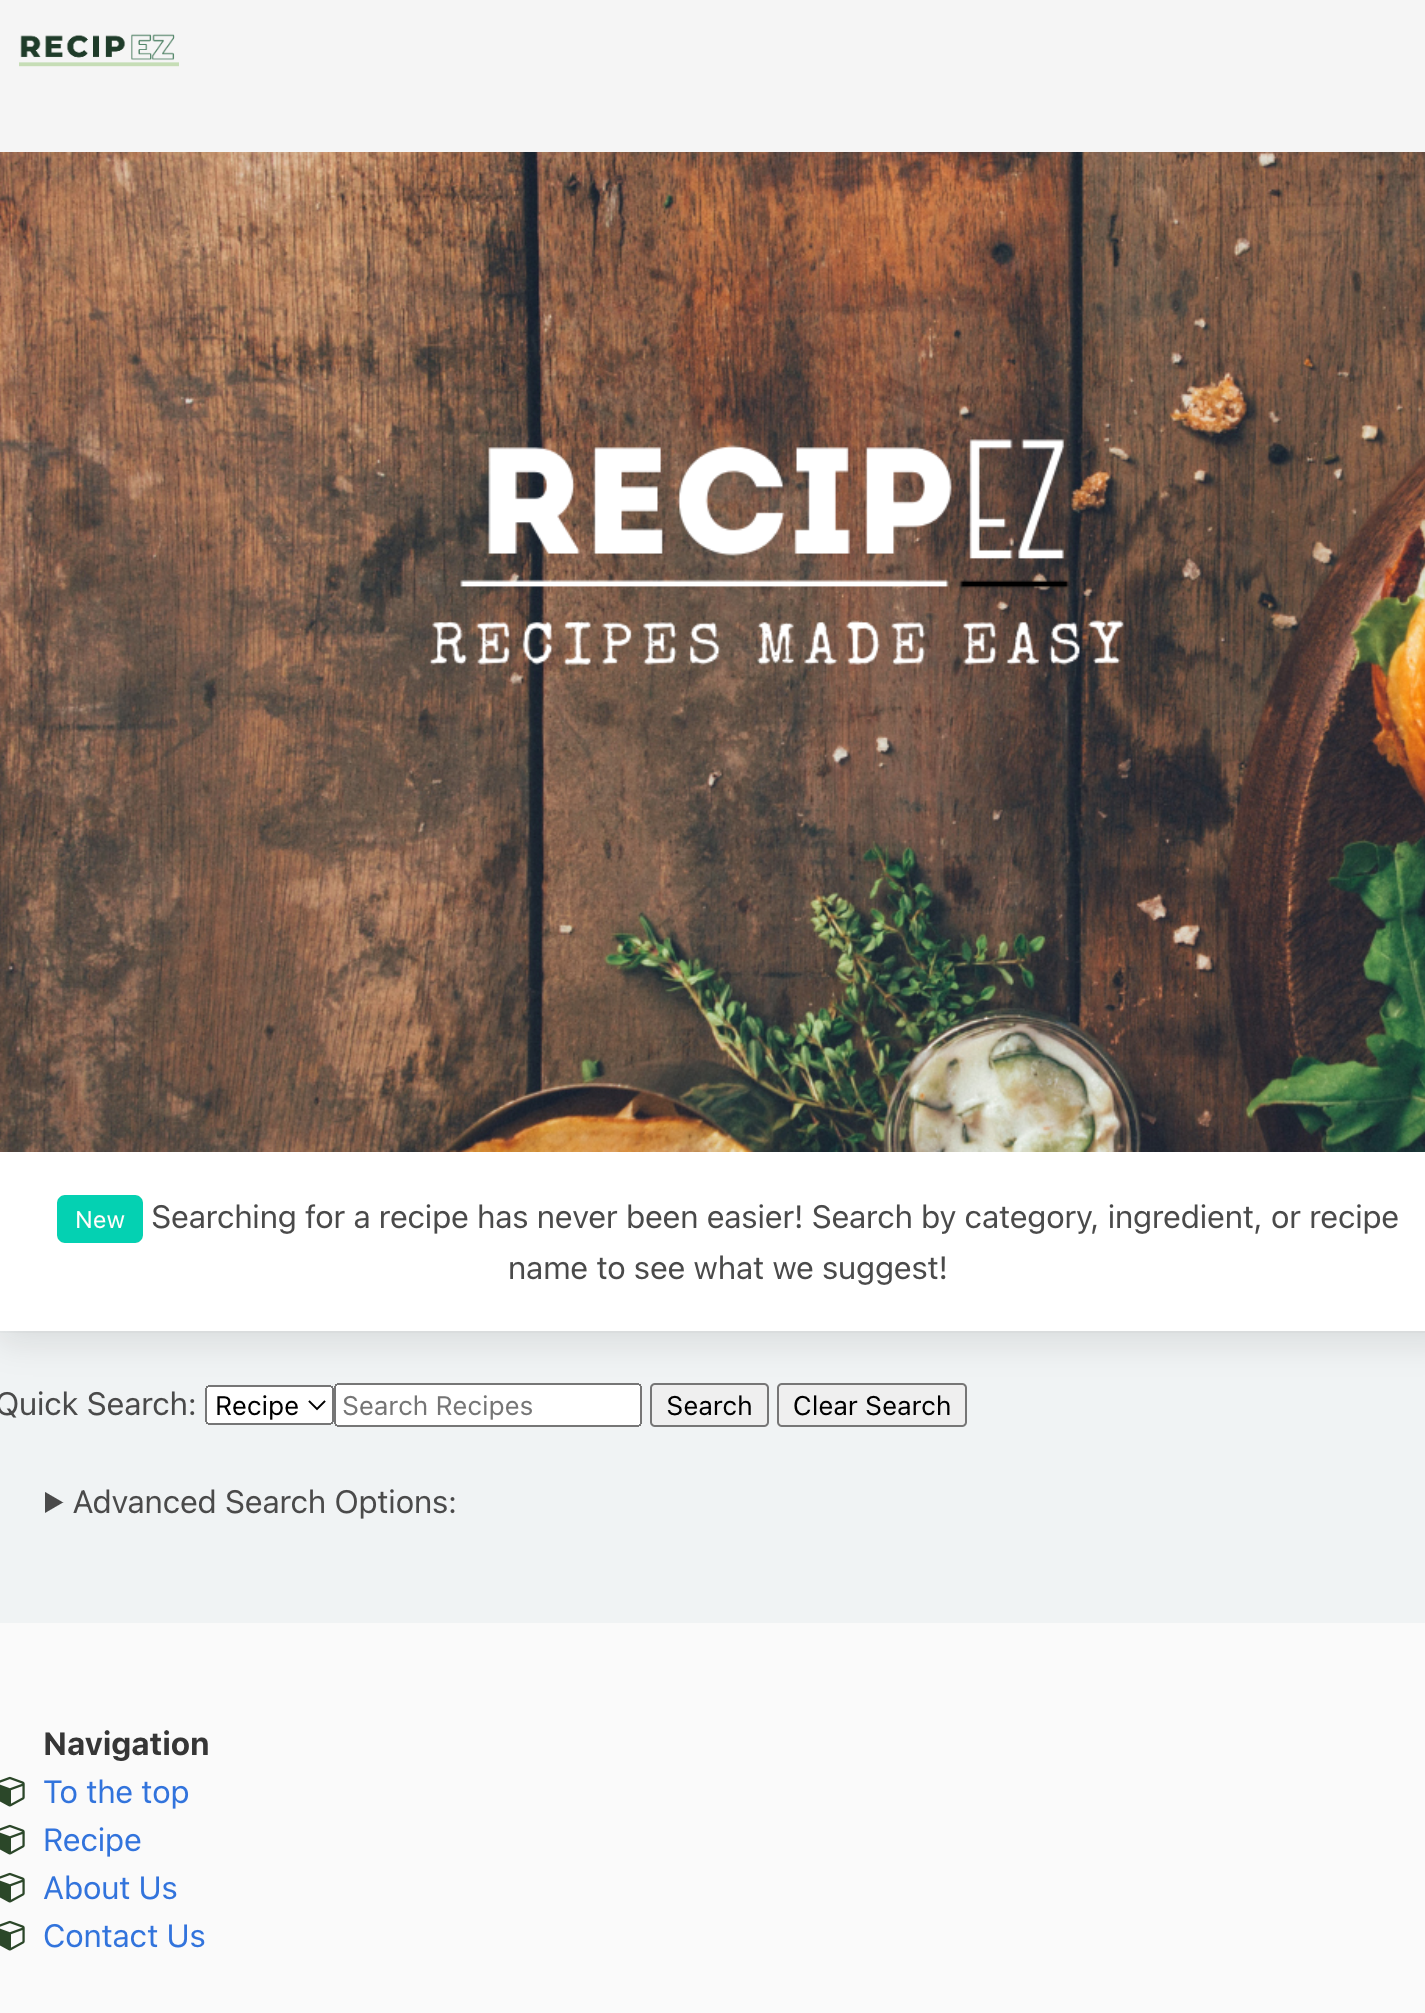 RECIPEZ
RECIPEZ
RECIPES MADE EASY
New Searching for a recipe has never been easier! Search by category, ingredient, or recipe
name to see what we suggest!
Quick Search: Recipe Search Recipes Search Clear Search
Advanced Search Options:
Navigation
To the top
Recipe
About Us
Contact Us